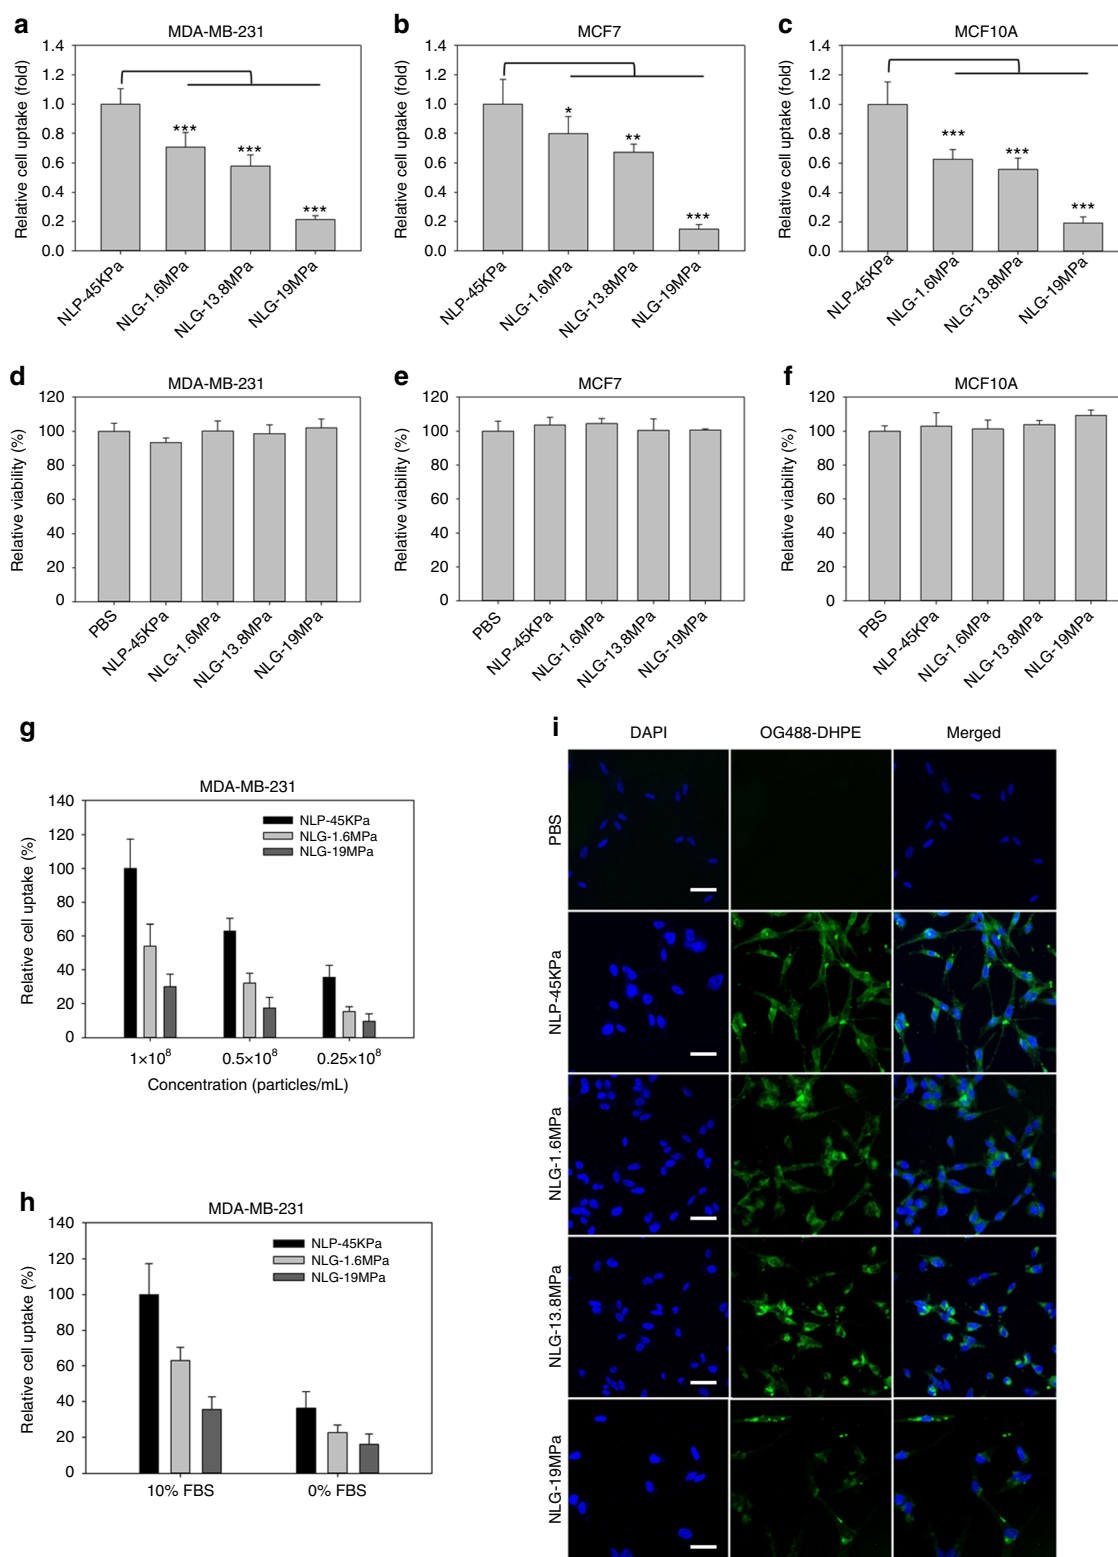 a
MDA-MB-231
Relative cell uptake (fold)
1.4
1.2
1.0
0.8
0.6
0.4
0.2
0.0
***
***
***
NLP-45KPa
NLG-1.6MPa
NLG-13.8MPa
NLG-19MPa
b
MCF7
Relative cell uptake (fold)
1.4
1.2
1.0
0.8
0.6
0.4
0.2
0.0
*
**
***
NLP-45KPa
NLG-1.6MPa
NLG-13.8MPa
NLG-19MPa
c
MCF10A
Relative cell uptake (fold)
1.4
1.2
1.0
0.8
0.6
0.4
0.2
0.0
***
***
***
NLP-45KPa
NLG-1.6MPa
NLG-13.8MPa
NLG-19MPa
d
MDA-MB-231
Relative viability (%)
120
100
80
60
40
20
0
PBS
NLP-45KPa
NLG-1.6MPa
NLG-13.8MPa
NLG-19MPa
e
MCF7
Relative viability (%)
120
100
80
60
40
20
0
PBS
NLP-45KPa
NLG-1.6MPa
NLG-13.8MPa
NLG-19MPa
f
MCF10A
Relative viability (%)
120
100
80
60
40
20
0
PBS
NLP-45KPa
NLG-1.6MPa
NLG-13.8MPa
NLG-19MPa
g
MDA-MB-231
Relative cell uptake (%)
140
120
100
80
60
40
20
0
NLP-45KPa
NLG-1.6MPa
NLG-19MPa
1×10⁸
0.5×10⁸
0.25×10⁸
Concentration (particles/mL)
h
MDA-MB-231
Relative cell uptake (%)
140
120
100
80
60
40
20
0
NLP-45KPa
NLG-1.6MPa
NLG-19MPa
10% FBS
0% FBS
i
DAPI
OG488-DHPE
Merged
PBS
NLP-45KPa
NLG-1.6MPa
NLG-13.8MPa
NLG-19MPa